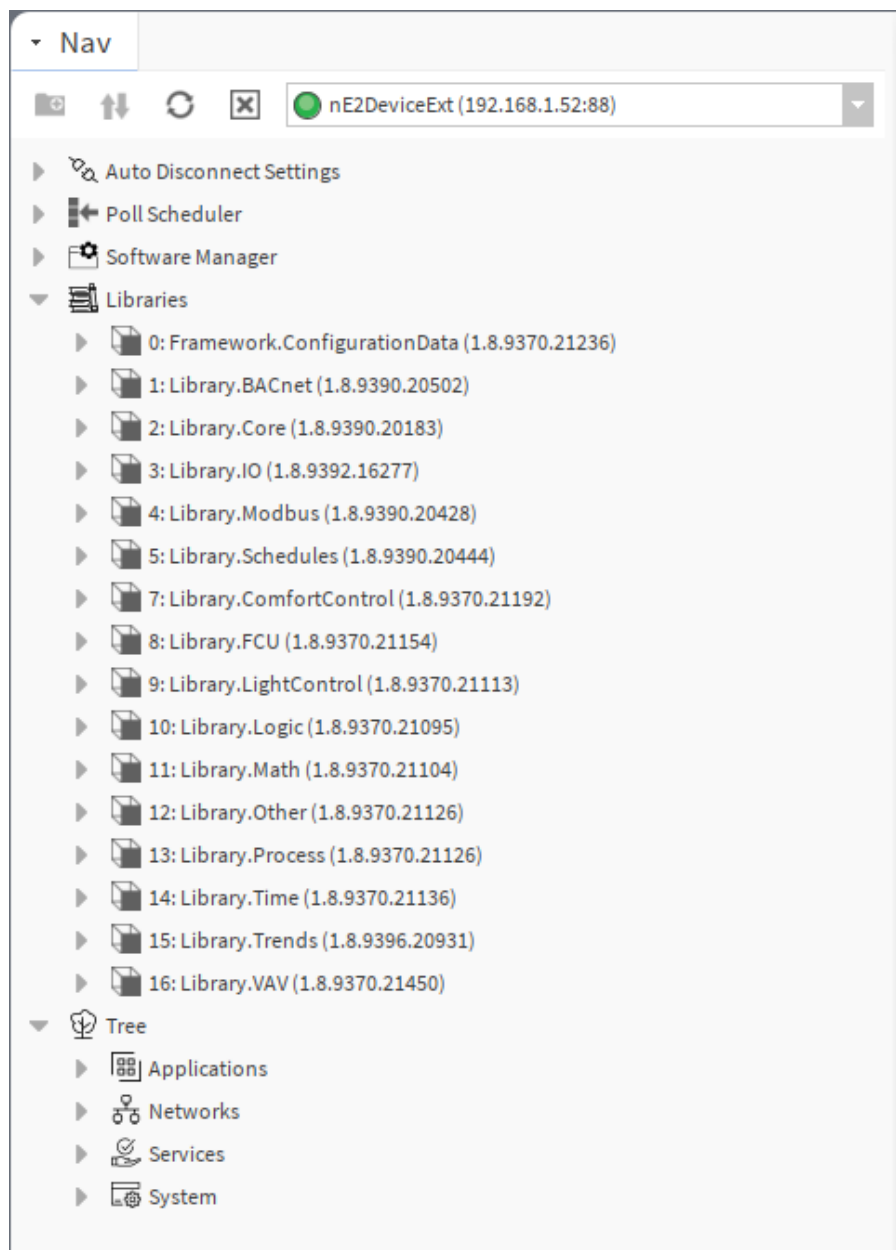 Nav
nE2DeviceExt (192.168.1.52:88)
Auto Disconnect Settings
Poll Scheduler
Software Manager
Libraries
0: Framework.ConfigurationData (1.8.9370.21236)
1: Library.BACnet (1.8.9390.20502)
2: Library.Core (1.8.9390.20183)
3: Library.IO (1.8.9392.16277)
4: Library.Modbus (1.8.9390.20428)
5: Library.Schedules (1.8.9390.20444)
7: Library.ComfortControl (1.8.9370.21192)
8: Library.FCU (1.8.9370.21154)
9: Library.LightControl (1.8.9370.21113)
10: Library.Logic (1.8.9370.21095)
11: Library.Math (1.8.9370.21104)
12: Library.Other (1.8.9370.21126)
13: Library.Process (1.8.9370.21126)
14: Library.Time (1.8.9370.21136)
15: Library.Trends (1.8.9396.20931)
16: Library.VAV (1.8.9370.21450)
Tree
Applications
Networks
Services
System